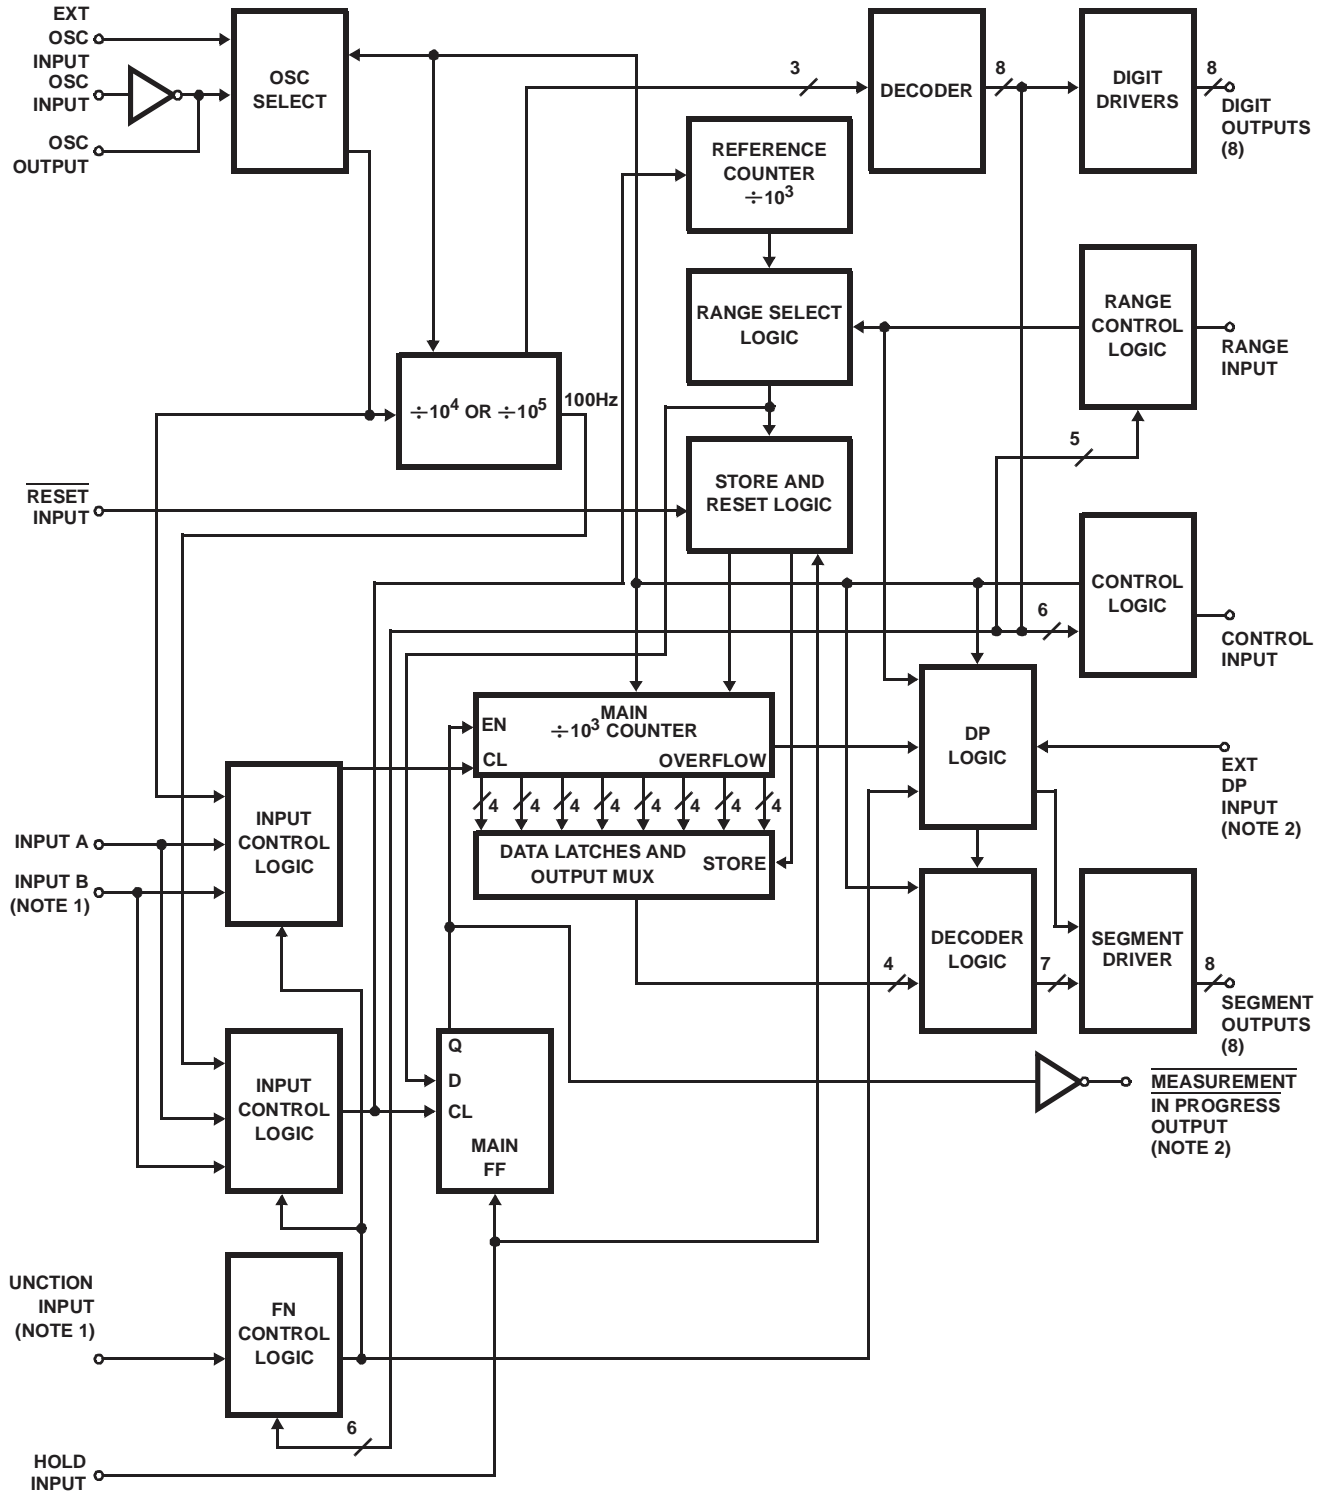 EXT
OSC
INPUT
OSC
INPUT
OSC
OUTPUT
OSC
SELECT
3
DECODER
8
DIGIT
DRIVERS
8
DIGIT
OUTPUTS
(8)
REFERENCE
COUNTER
÷10³
RANGE SELECT
LOGIC
RANGE
CONTROL
LOGIC
RANGE
INPUT
÷10⁴ OR ÷10⁵
100Hz
5
RESET
INPUT
STORE AND
RESET LOGIC
CONTROL
LOGIC
6
CONTROL
INPUT
MAIN
÷10³ COUNTER
EN
CL
OVERFLOW
DP
LOGIC
EXT
DP
INPUT
(NOTE 2)
4 4 4 4 4 4 4 4
INPUT
CONTROL
LOGIC
INPUT A
INPUT B
(NOTE 1)
DATA LATCHES AND
OUTPUT MUX
STORE
4
DECODER
LOGIC
7
SEGMENT
DRIVER
8
SEGMENT
OUTPUTS
(8)
INPUT
CONTROL
LOGIC
Q
D
CL
MAIN
FF
MEASUREMENT
IN PROGRESS
OUTPUT
(NOTE 2)
UNCTION
INPUT
(NOTE 1)
FN
CONTROL
LOGIC
6
HOLD
INPUT